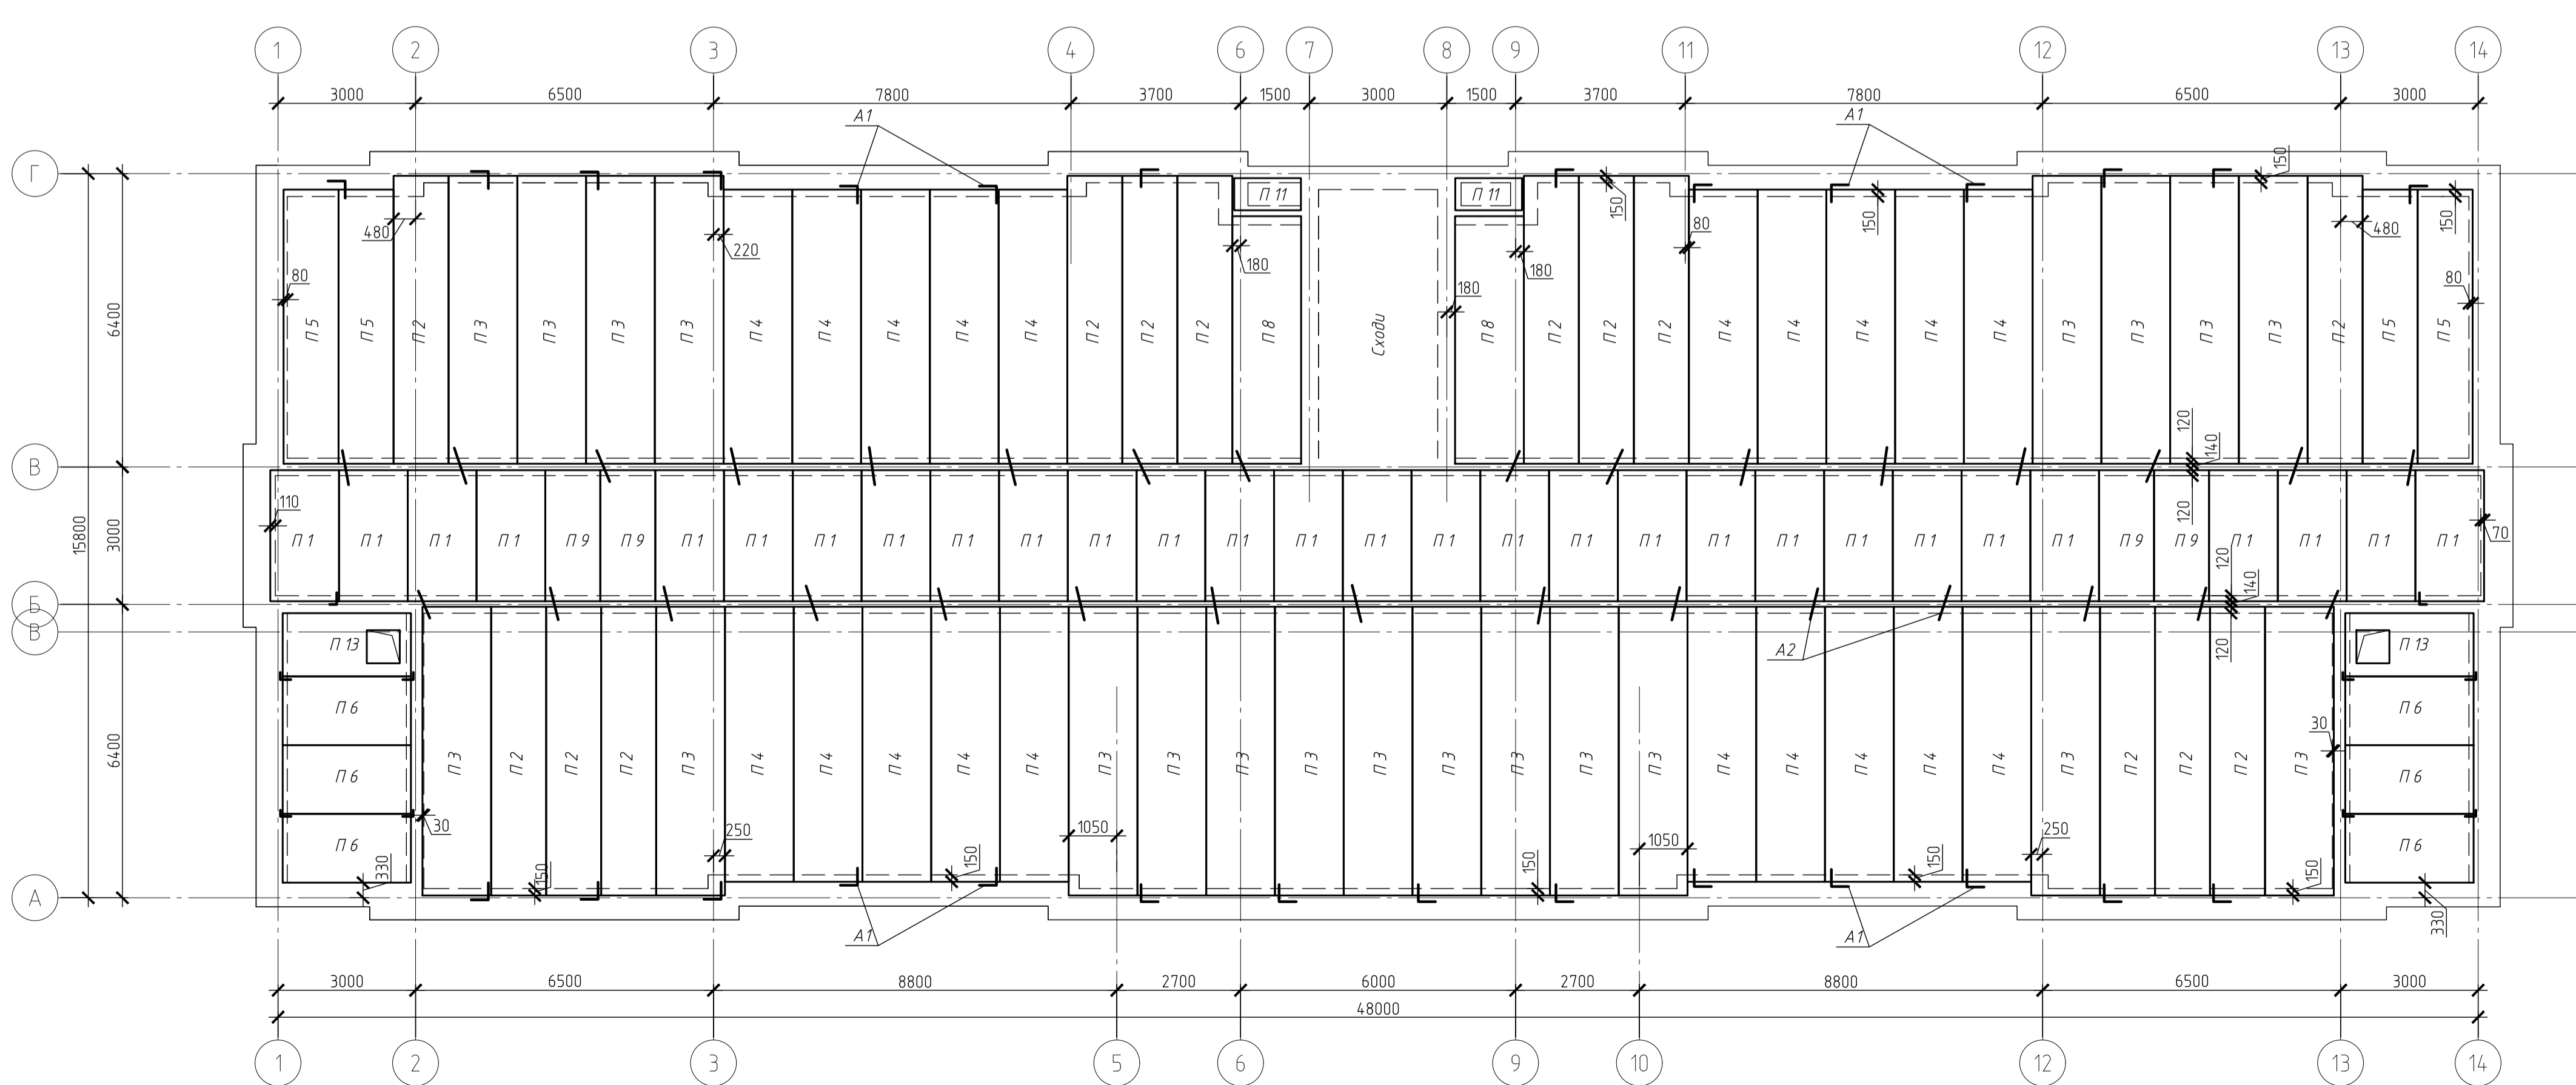 1 2 3 4 6 7 8 9 11 12 13 14
3000 6500 7800 3700 1500 3000 1500 3700 7800 6500 3000
А1 А1
Г
150
П 11 П 11
480 220 180 180 150 80 150 480 150
80 180 80
6400
П 5 П 5 П 2 П 3 П 3 П 3 П 3 П 4 П 4 П 4 П 4 П 4 П 2 П 2 П 2 П 8 Сходи П 8 П 2 П 2 П 2 П 4 П 4 П 4 П 4 П 4 П 3 П 3 П 3 П 3 П 2 П 5 П 5
120 140
В
110 120 70
15800 3000
П 1 П 1 П 1 П 1 П 9 П 9 П 1 П 1 П 1 П 1 П 1 П 1 П 1 П 1 П 1 П 1 П 1 П 1 П 1 П 1 П 1 П 1 П 1 П 1 П 1 П 1 П 1 П 9 П 9 П 1 П 1 П 1 П 1
120 140
Б
В
П 13 А2 120 П 13
П 6 П 6
30
6400
П 3 П 2 П 2 П 2 П 3 П 4 П 4 П 4 П 4 П 4 П 3 П 3 П 3 П 3 П 3 П 3 П 3 П 3 П 3 П 4 П 4 П 4 П 4 П 4 П 3 П 2 П 2 П 2 П 3
П 6 П 6
30 250 1050 1050 250
П 6 П 6
330 150 150 150 150 150 330
А
А1 А1
3000 6500 8800 2700 6000 2700 8800 6500 3000
48000
1 2 3 5 6 9 10 12 13 14